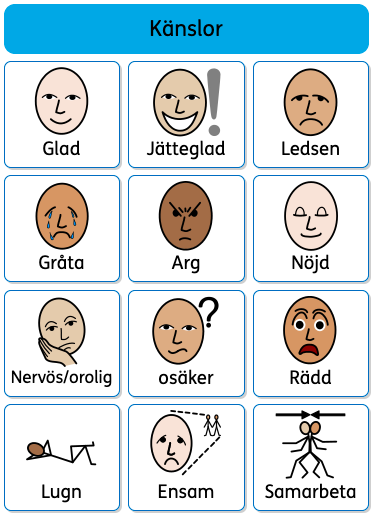 Känslor
Glad
Jätteglad
Ledsen
Gråta
Arg
Nöjd
Nervös/orolig
osäker
Rädd
Lugn
Ensam
Samarbeta